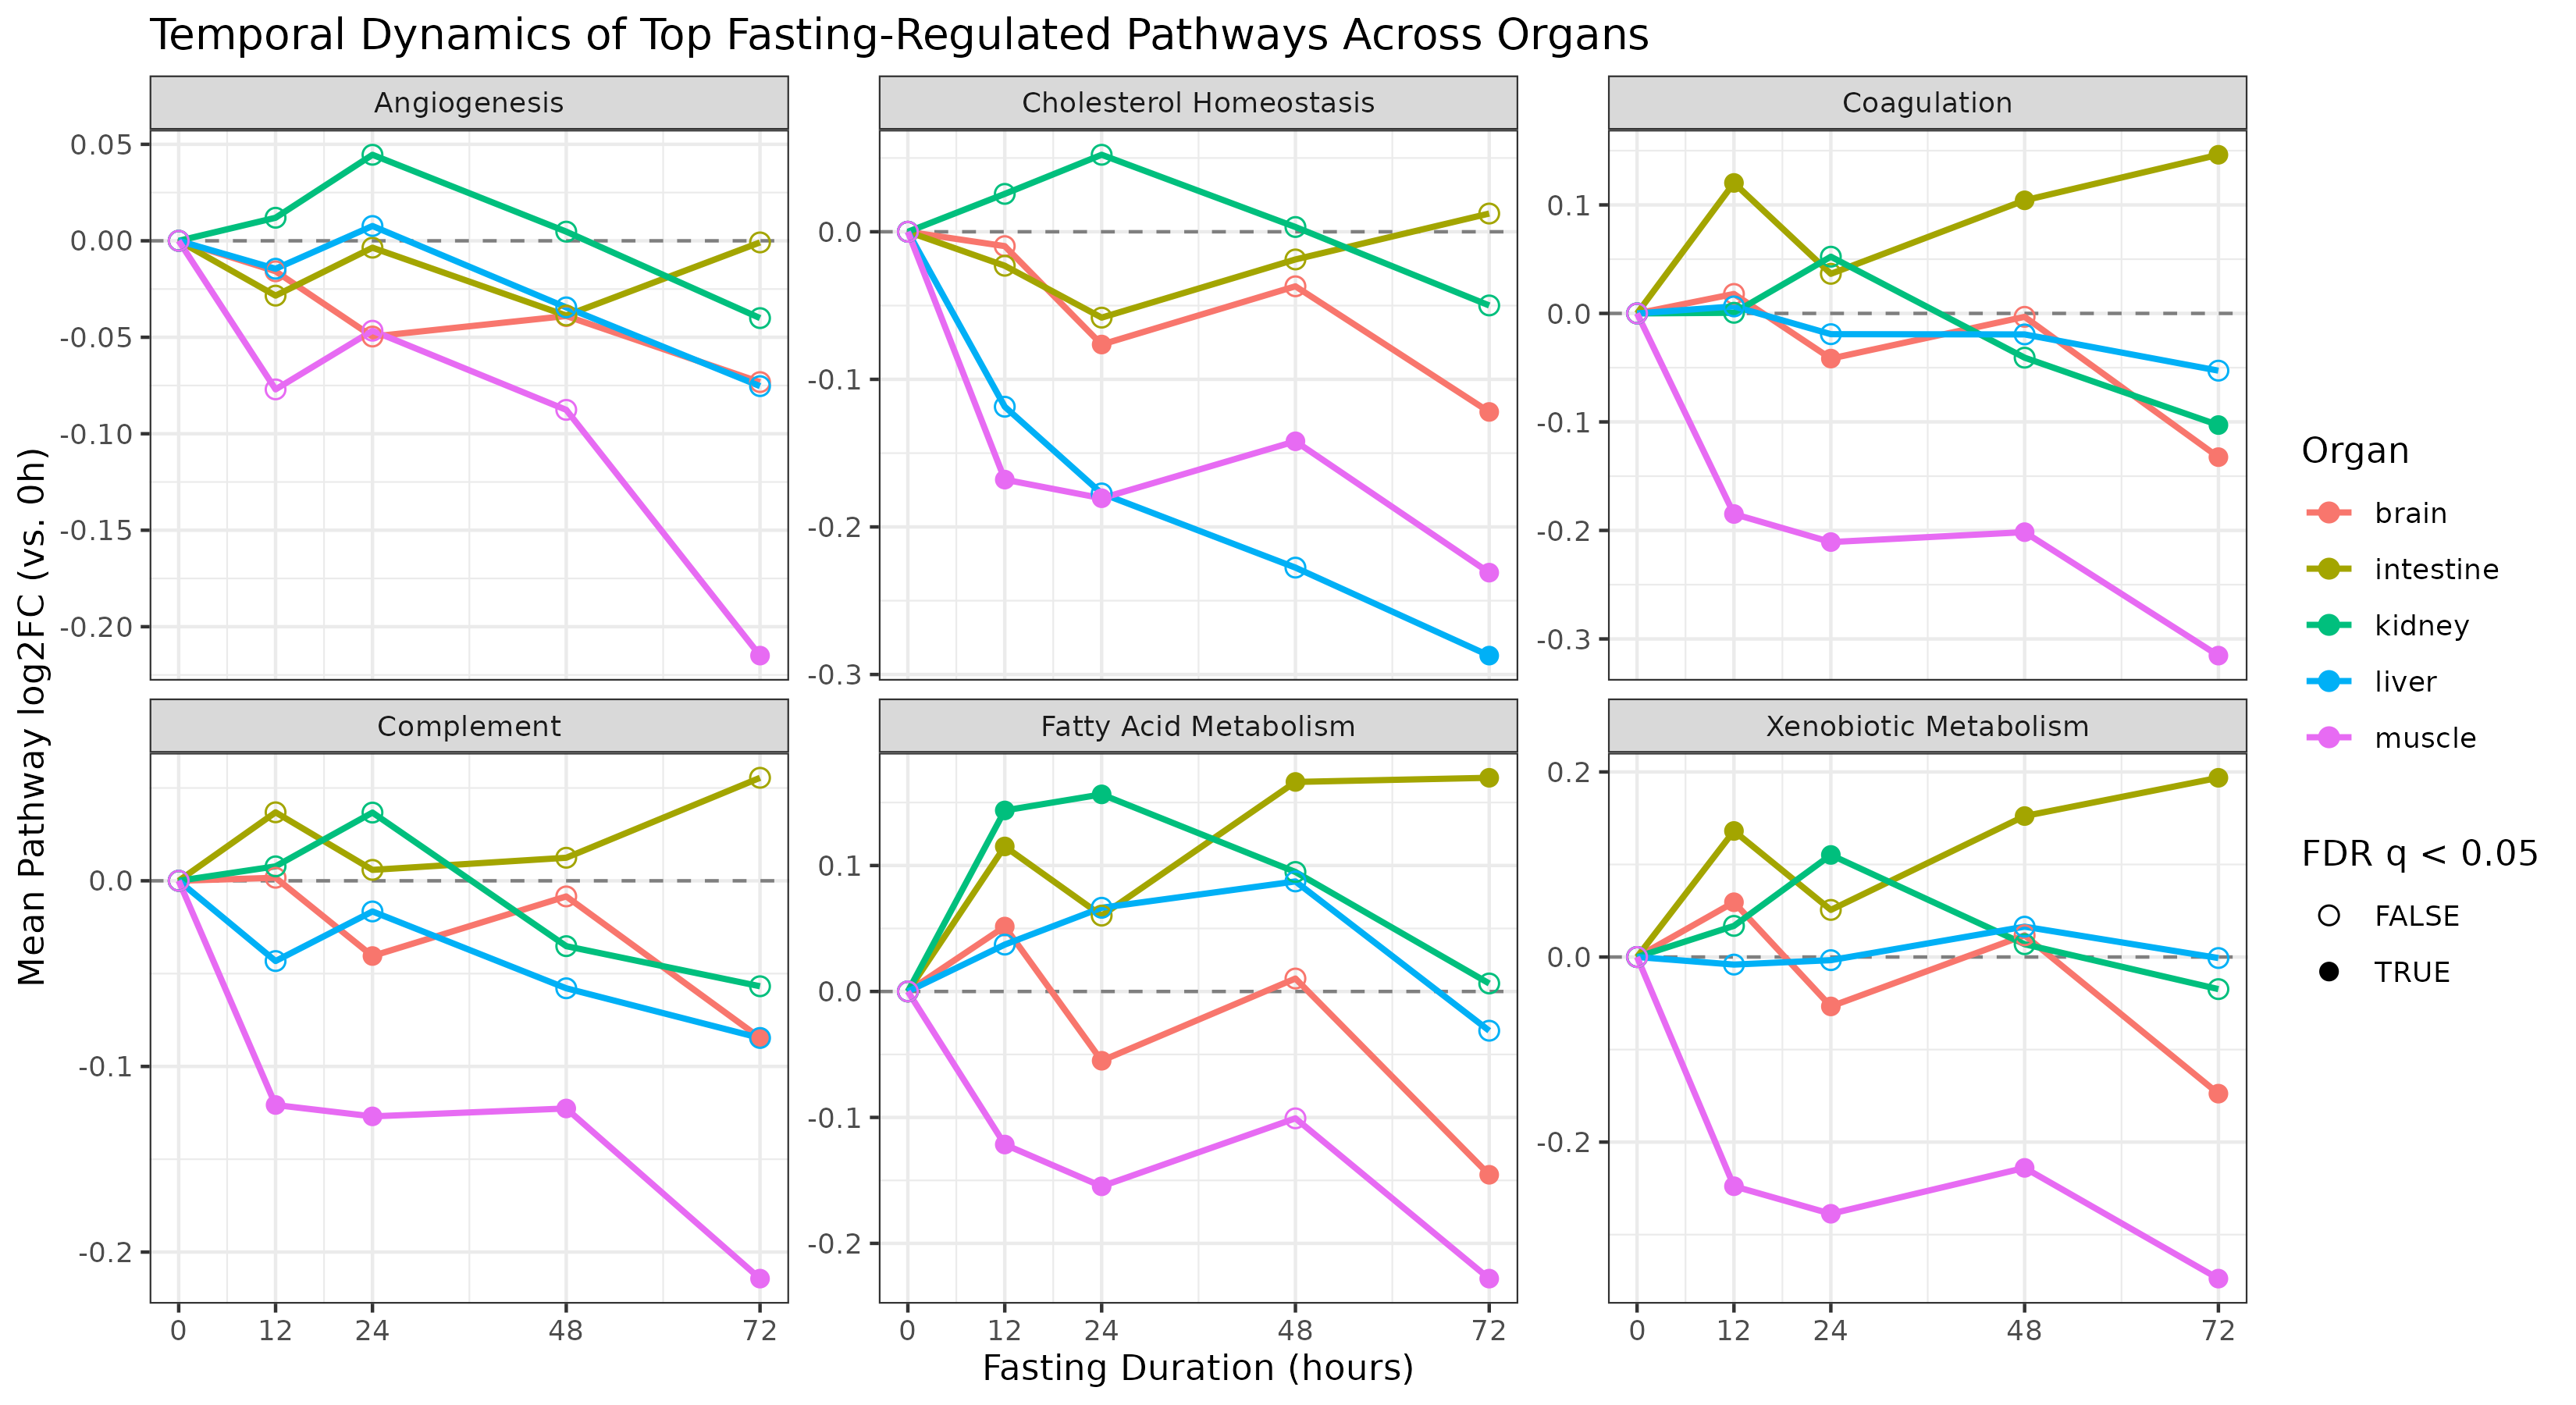 Temporal Dynamics of Top Fasting-Regulated Pathways Across Organs
Angiogenesis
Cholesterol Homeostasis
Coagulation
0.05
0.00
-0.05
-0.10
-0.15
-0.20
0.0
-0.1
-0.2
-0.3
0.1
0.0
-0.1
-0.2
-0.3
Complement
Fatty Acid Metabolism
Xenobiotic Metabolism
0.0
-0.1
-0.2
0.1
0.0
-0.1
-0.2
0.2
0.0
-0.2
0 12 24 48 72
0 12 24 48 72
0 12 24 48 72
Fasting Duration (hours)
Mean Pathway log2FC (vs. 0h)
Organ
brain
intestine
kidney
liver
muscle
FDR q < 0.05
FALSE
TRUE